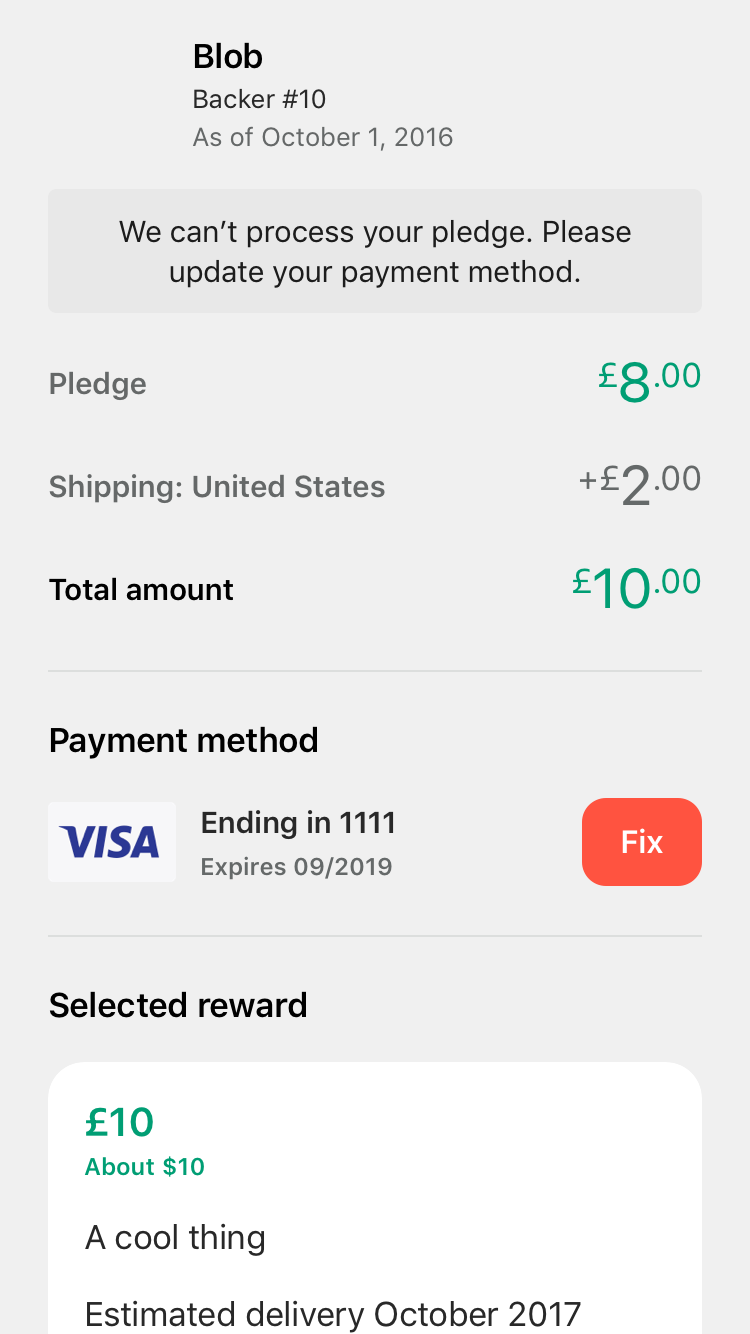 Blob
Backer #10
As of October 1, 2016
We can’t process your pledge. Please
update your payment method.
Pledge
£8.00
Shipping: United States
+£2.00
Total amount
£10.00
Payment method
VISA
Ending in 1111
Expires 09/2019
Fix
Selected reward
£10
About $10
A cool thing
Estimated delivery October 2017